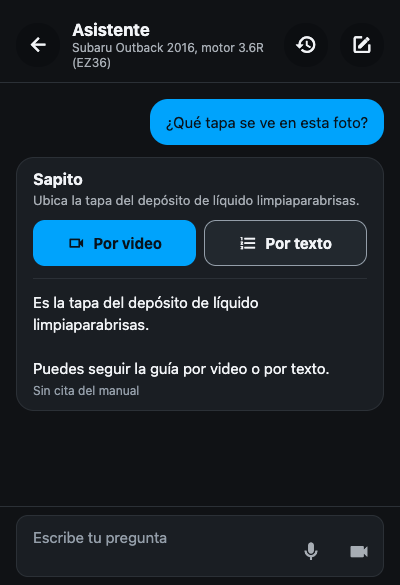 Asistente
Subaru Outback 2016, motor 3.6R
(EZ36)
¿Qué tapa se ve en esta foto?
Sapito
Ubica la tapa del depósito de líquido limpiaparabrisas.
Por video
Por texto
Es la tapa del depósito de líquido
limpiaparabrisas.
Puedes seguir la guía por video o por texto.
Sin cita del manual
Escribe tu pregunta